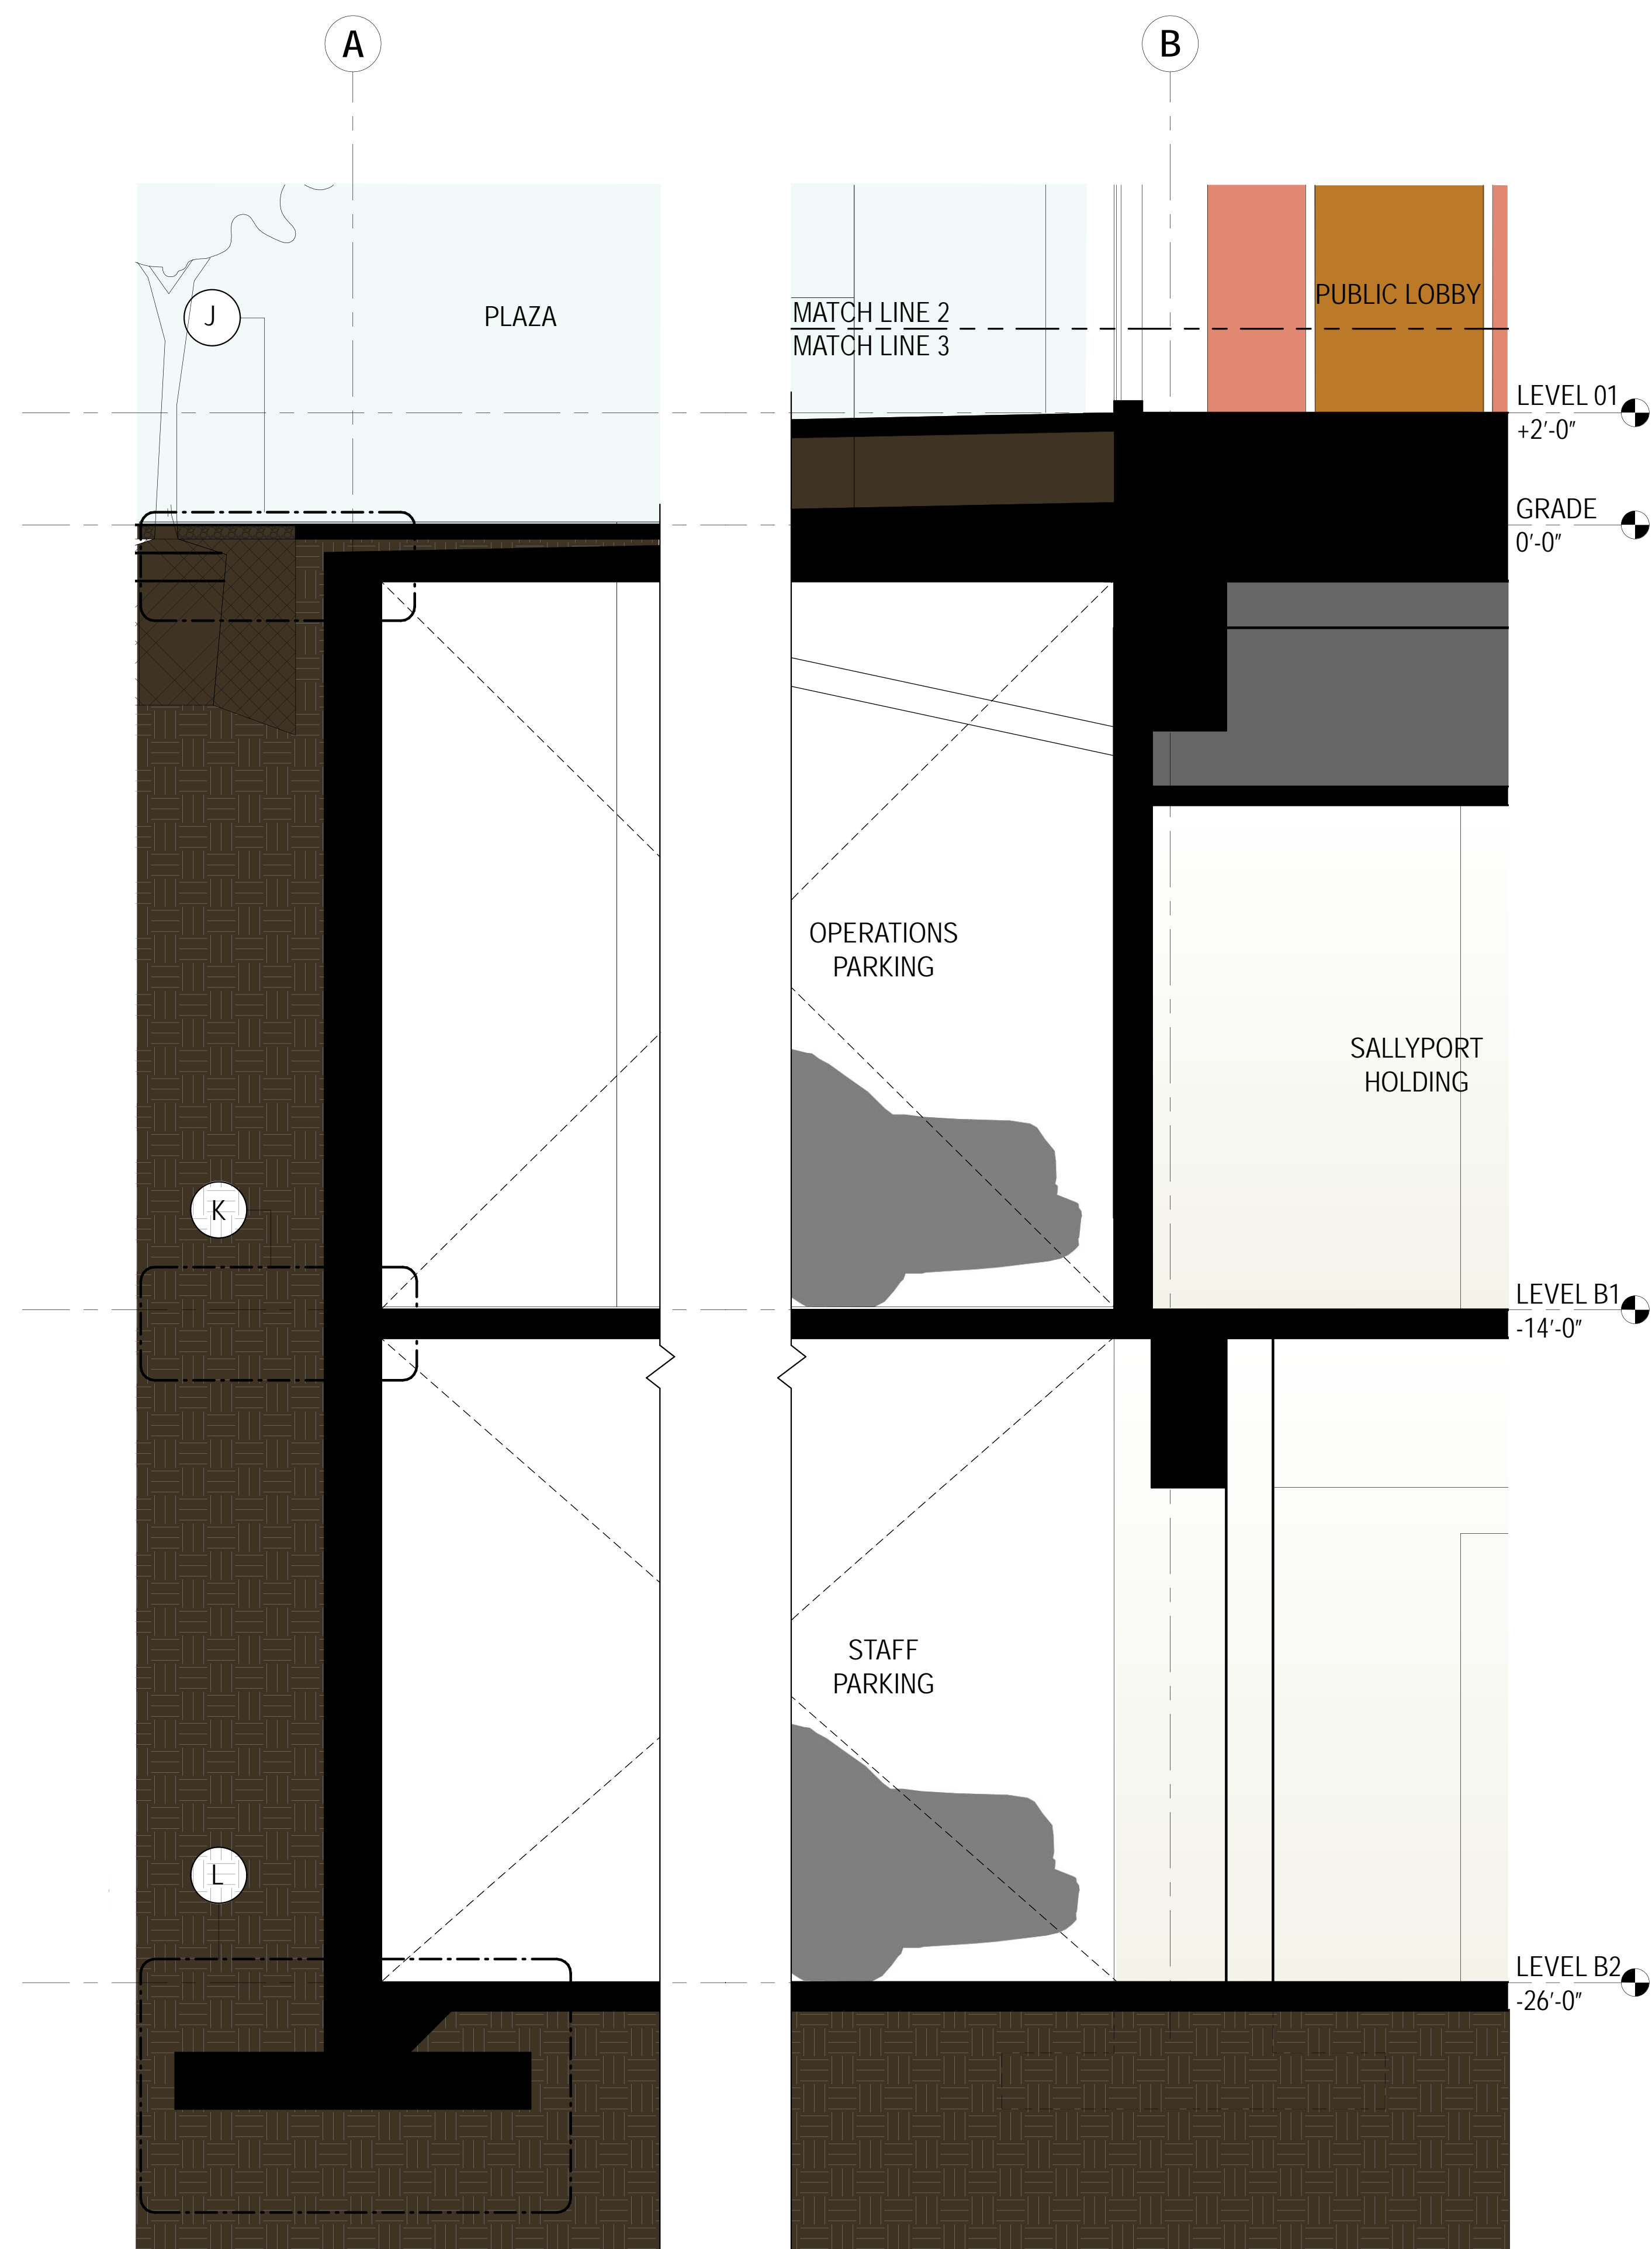 A
B
J
PLAZA
PUBLIC LOBBY
MATCH LINE 2
MATCH LINE 3
LEVEL 01
+2'-0"
GRADE
0'-0"
OPERATIONS
PARKING
SALLYPORT
HOLDING
K
LEVEL B1
-14'-0"
STAFF
PARKING
L
LEVEL B2
-26'-0"